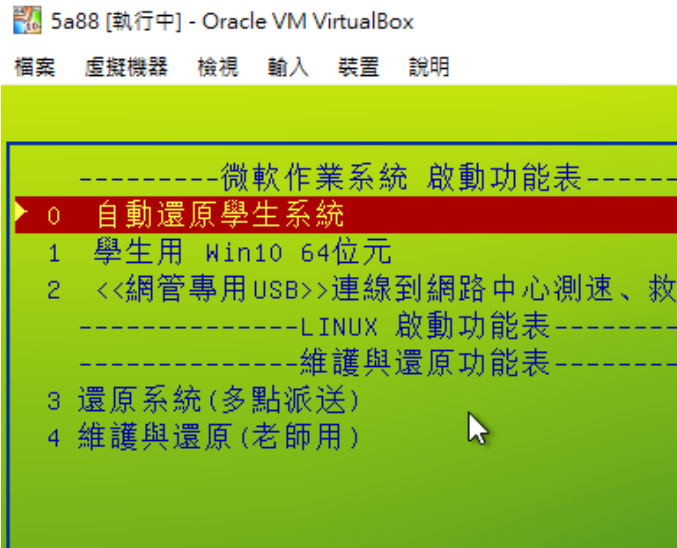 5a88 [執行中] - Oracle VM VirtualBox
檔案 虛擬機器 檢視 輸入 裝置 說明
---------微軟作業系統 啟動功能表-----
0 自動還原學生系統
1 學生用 Win10 64位元
2 <<網管專用USB>>連線到網路中心測速、救
--------------LINUX 啟動功能表-------
--------------維護與還原功能表-------
3 還原系統(多點派送)
4 維護與還原(老師用)